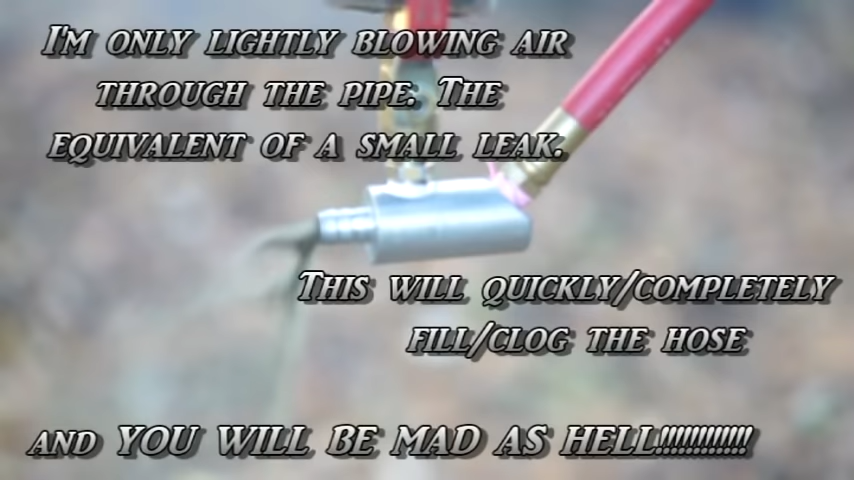 I'm only lightly blowing air
through the pipe. The
equivalent of a small leak.
This will quickly/completely
fill/clog the hose
and YOU WILL BE MAD AS HELL!!!!!!!!!!!!